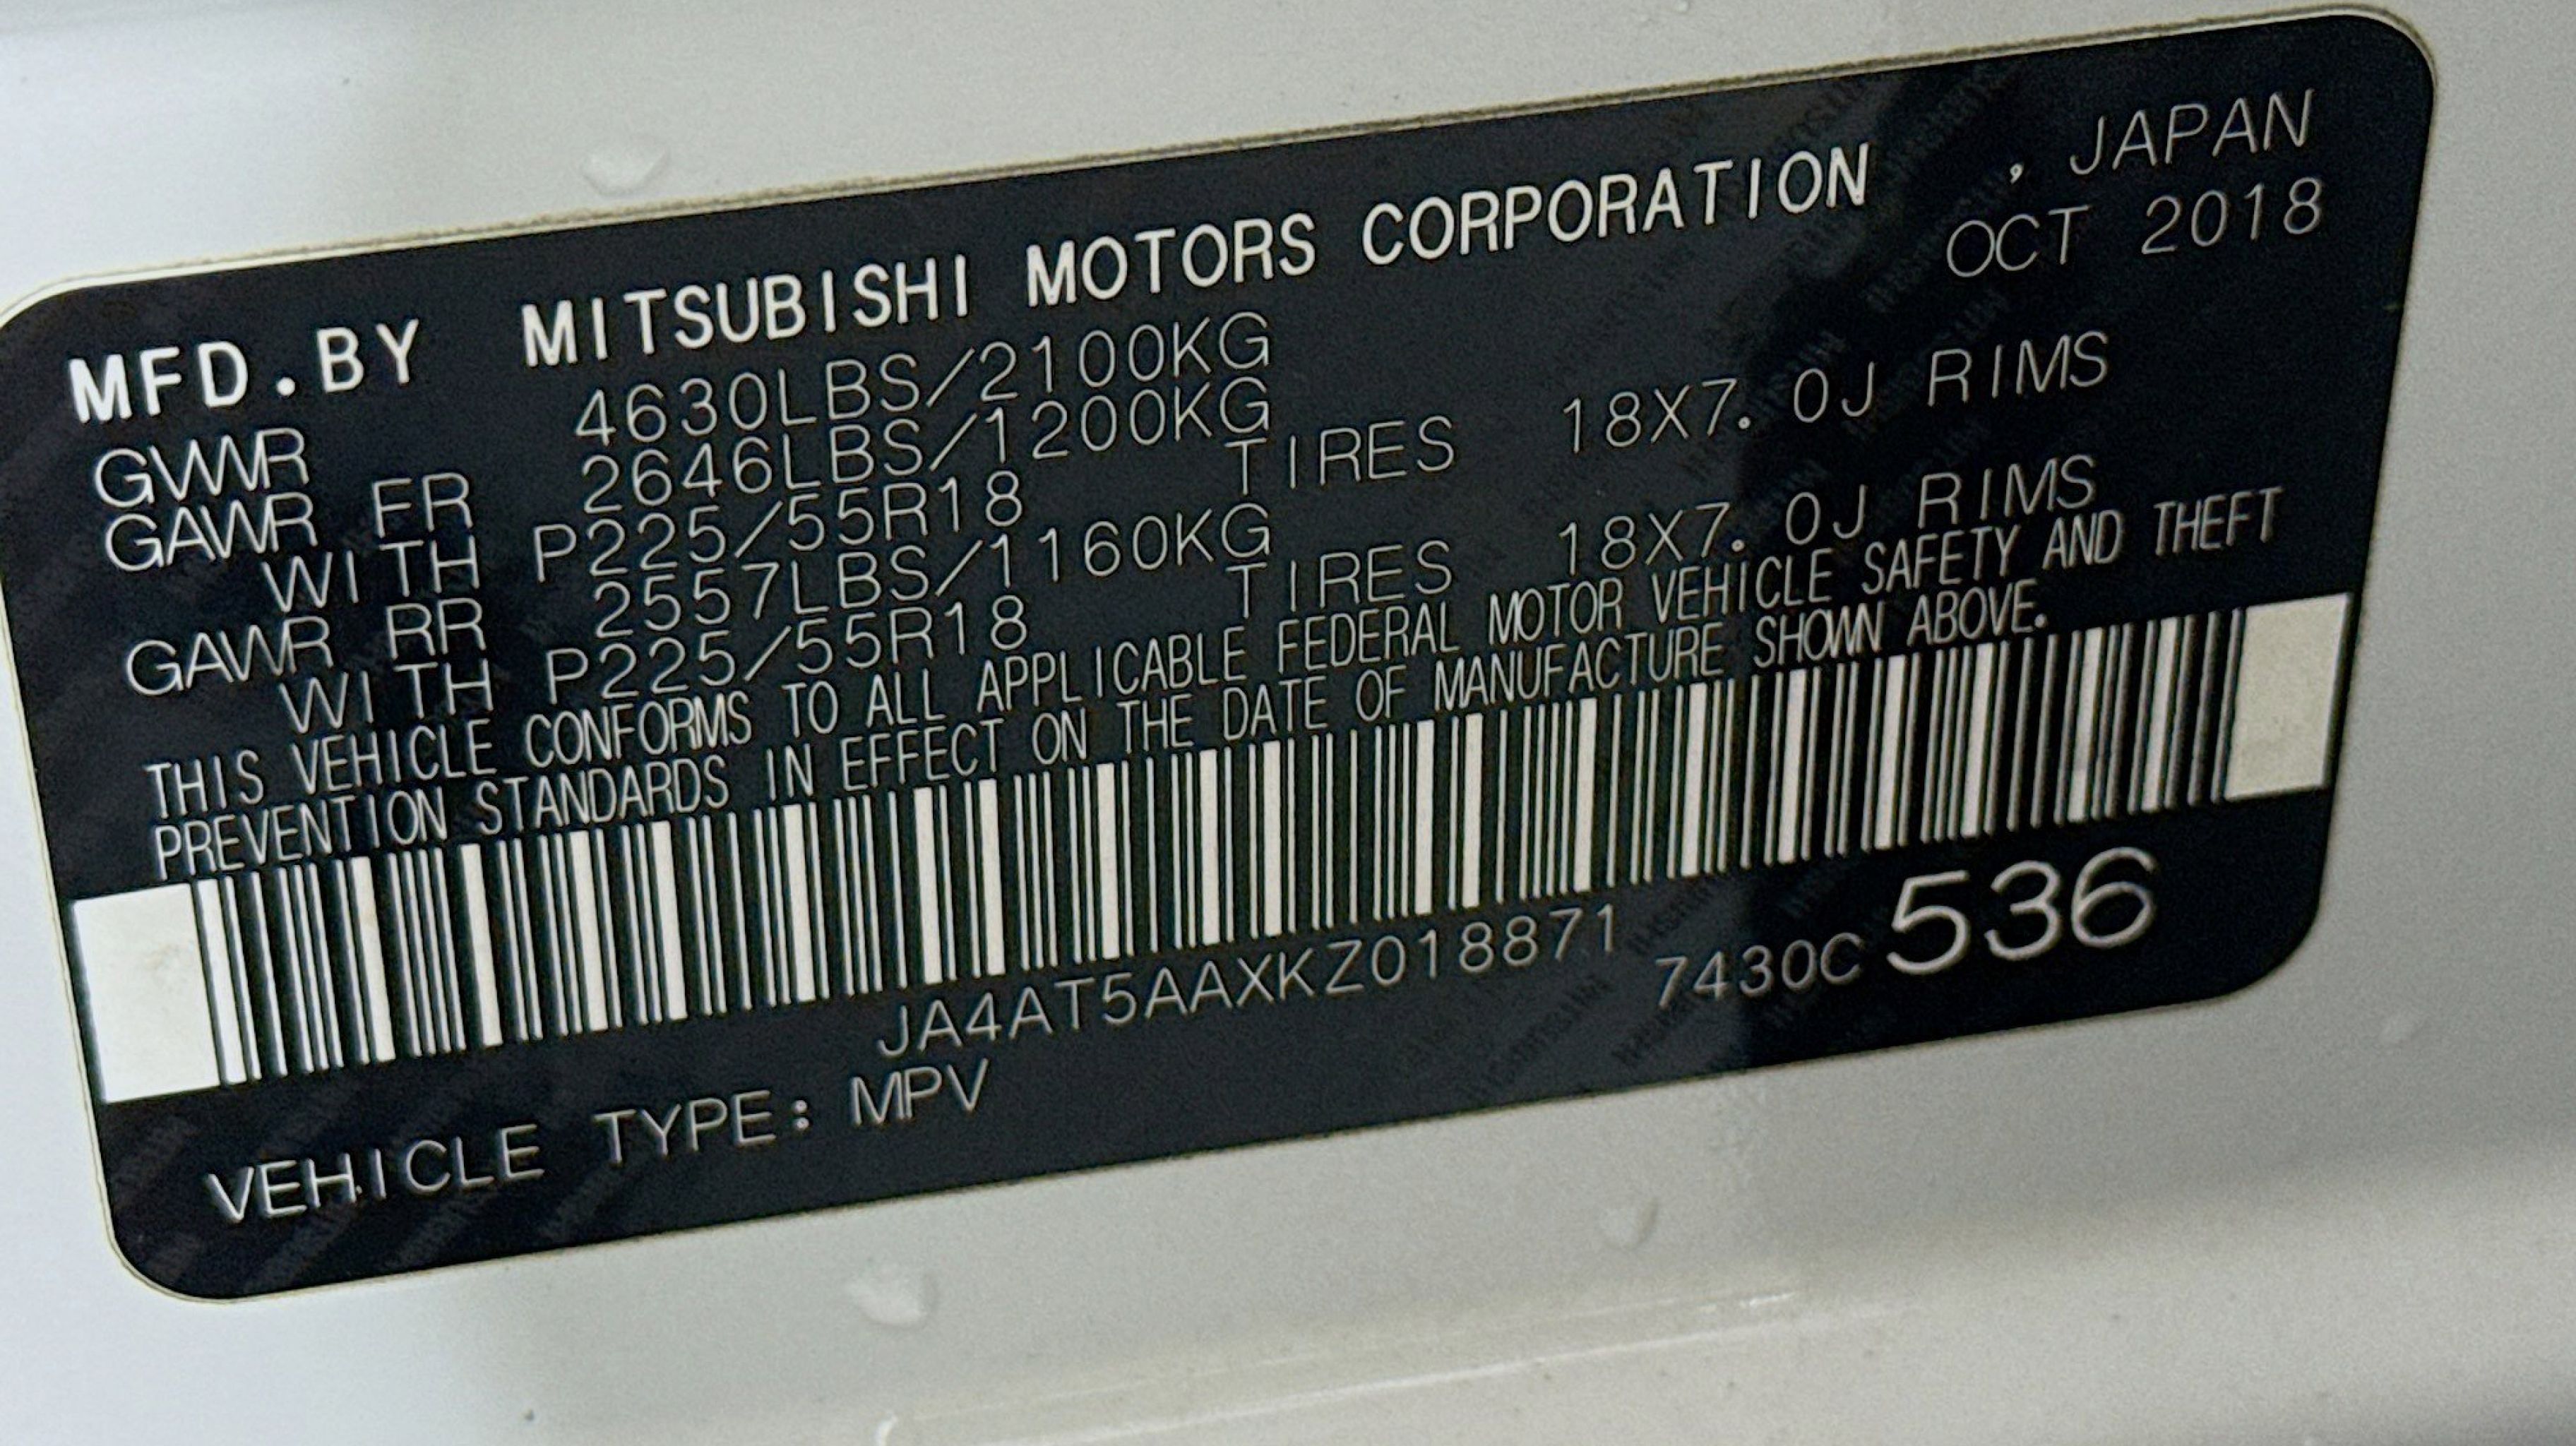 MFD.BY MITSUBISHI MOTORS CORPORATION , JAPAN
OCT 2018
GVWR 4630LBS/2100KG
GAWR FR 2646LBS/1200KG
WITH P225/55R18 TIRES 18X7.0J RIMS
GAWR RR 2557LBS/1160KG
WITH P225/55R18 TIRES 18X7.0J RIMS
THIS VEHICLE CONFORMS TO ALL APPLICABLE FEDERAL MOTOR VEHICLE SAFETY AND THEFT
PREVENTION STANDARDS IN EFFECT ON THE DATE OF MANUFACTURE SHOWN ABOVE.
JA4AT5AAXKZ018871
7430C536
VEHICLE TYPE: MPV